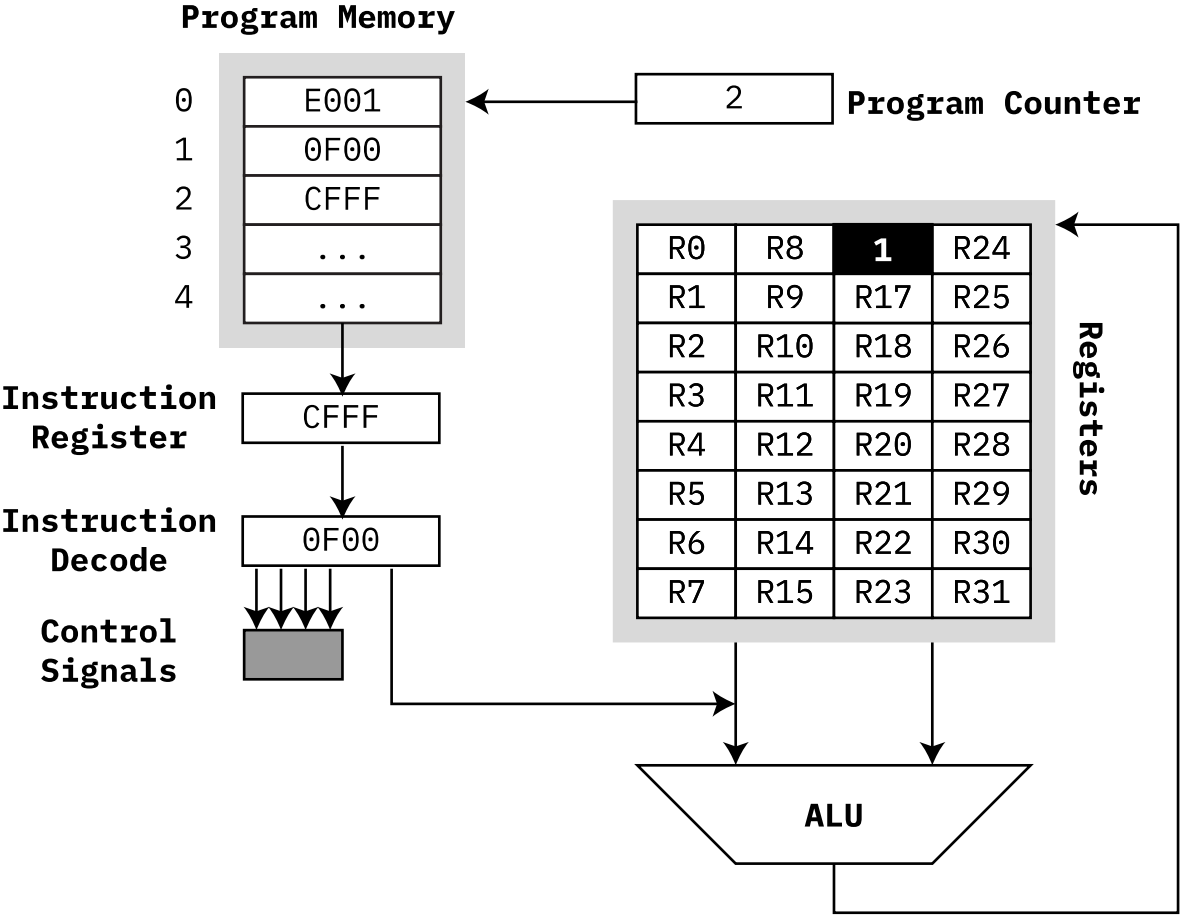 Program Memory
0 E001
1 0F00
2 CFFF
3 ...
4 ...
2
Program Counter
Instruction
Register
CFFF
Instruction
Decode
0F00
Control
Signals
R0 R8 1 R24
R1 R9 R17 R25
R2 R10 R18 R26
R3 R11 R19 R27
R4 R12 R20 R28
R5 R13 R21 R29
R6 R14 R22 R30
R7 R15 R23 R31
Registers
ALU